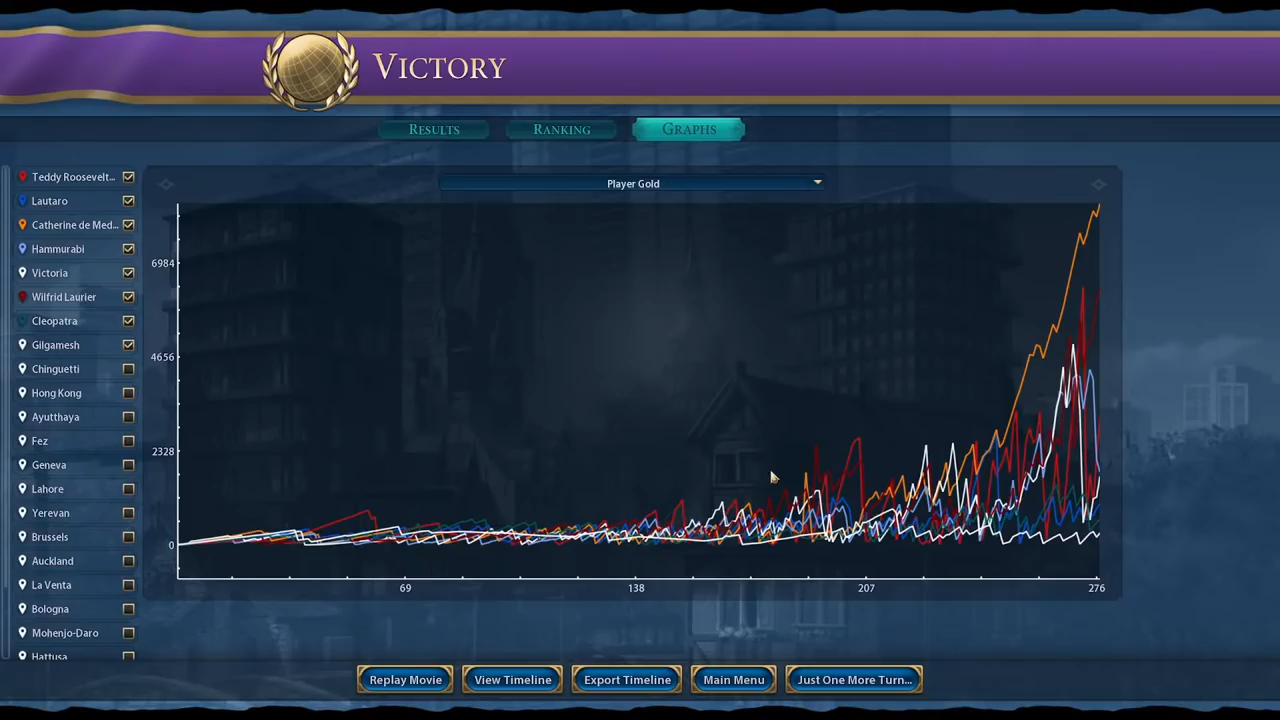 VICTORY
RESULTS
RANKING
GRAPHS
Teddy Roosevelt...
Lautaro
Catherine de Med...
Hammurabi
Victoria
Wilfrid Laurier
Cleopatra
Gilgamesh
Chinguetti
Hong Kong
Ayutthaya
Fez
Geneva
Lahore
Yerevan
Brussels
Auckland
La Venta
Bologna
Mohenjo-Daro
Hattusa
Player Gold
6984
4656
2328
0
69
138
207
276
Replay Movie
View Timeline
Export Timeline
Main Menu
Just One More Turn...